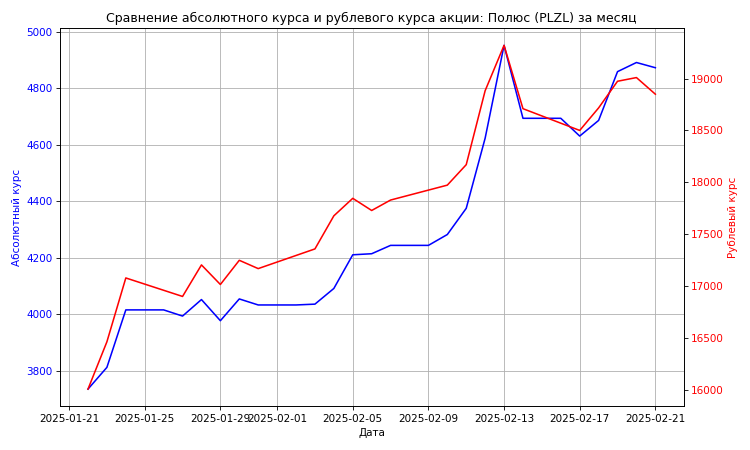 Сравнение абсолютного курса и рублевого курса акции: Полюс (PLZL) за месяц
5000
4800
4600
4400
4200
4000
3800
Абсолютный курс
19000
18500
18000
17500
17000
16500
16000
Рублевый курс
2025-01-21 2025-01-25 2025-01-29 2025-02-01 2025-02-05 2025-02-09 2025-02-13 2025-02-17 2025-02-21
Дата